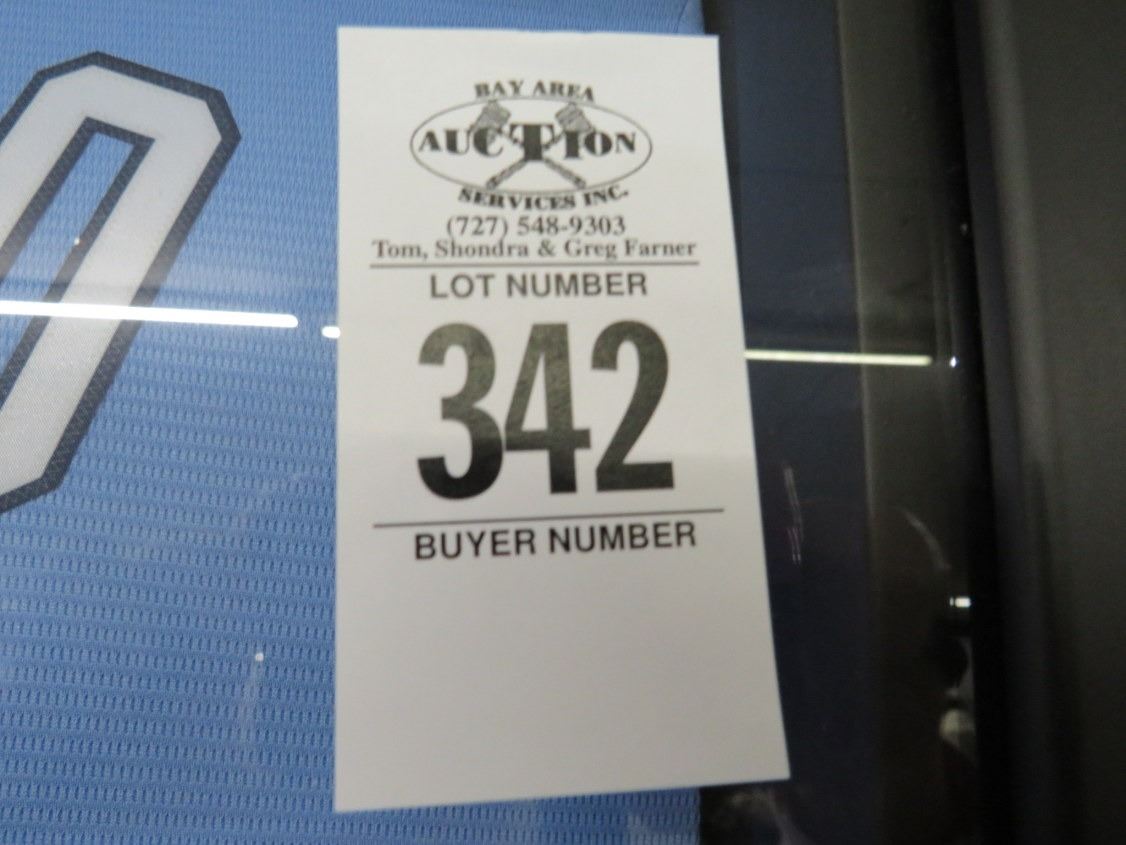 BAY AREA
AUCTION
SERVICES INC.
(727) 548-9303
Tom, Shondra & Greg Farner
LOT NUMBER
342
BUYER NUMBER